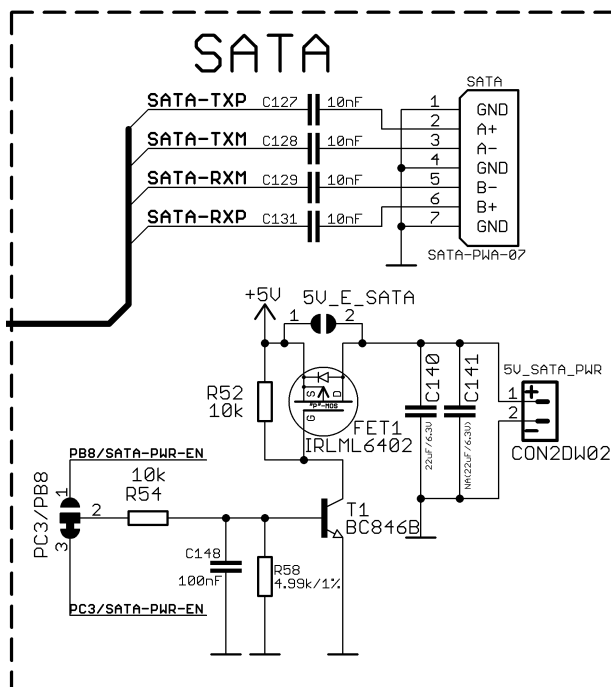 SATA
SATA
SATA-TXP C127 10nF 1 GND
2 A+
SATA-TXM C128 10nF 3 A-
4 GND
SATA-RXM C129 10nF 5 B-
6 B+
SATA-RXP C131 10nF 7 GND
SATA-PWA-07
+5V 5V_E_SATA
1 2
R52
10k
S D
"P"-MOS
G
FET1
IRLML6402
C140
22uF/6.3V
C141
NA(22uF/6.3V)
5V_SATA_PWR
1 +
2 -
CON2DW02
PB8/SATA-PWR-EN
PC3/PB8
1
2
3
10k
R54
T1
BC846B
C148
100nF
R58
4.99k/1%
PC3/SATA-PWR-EN